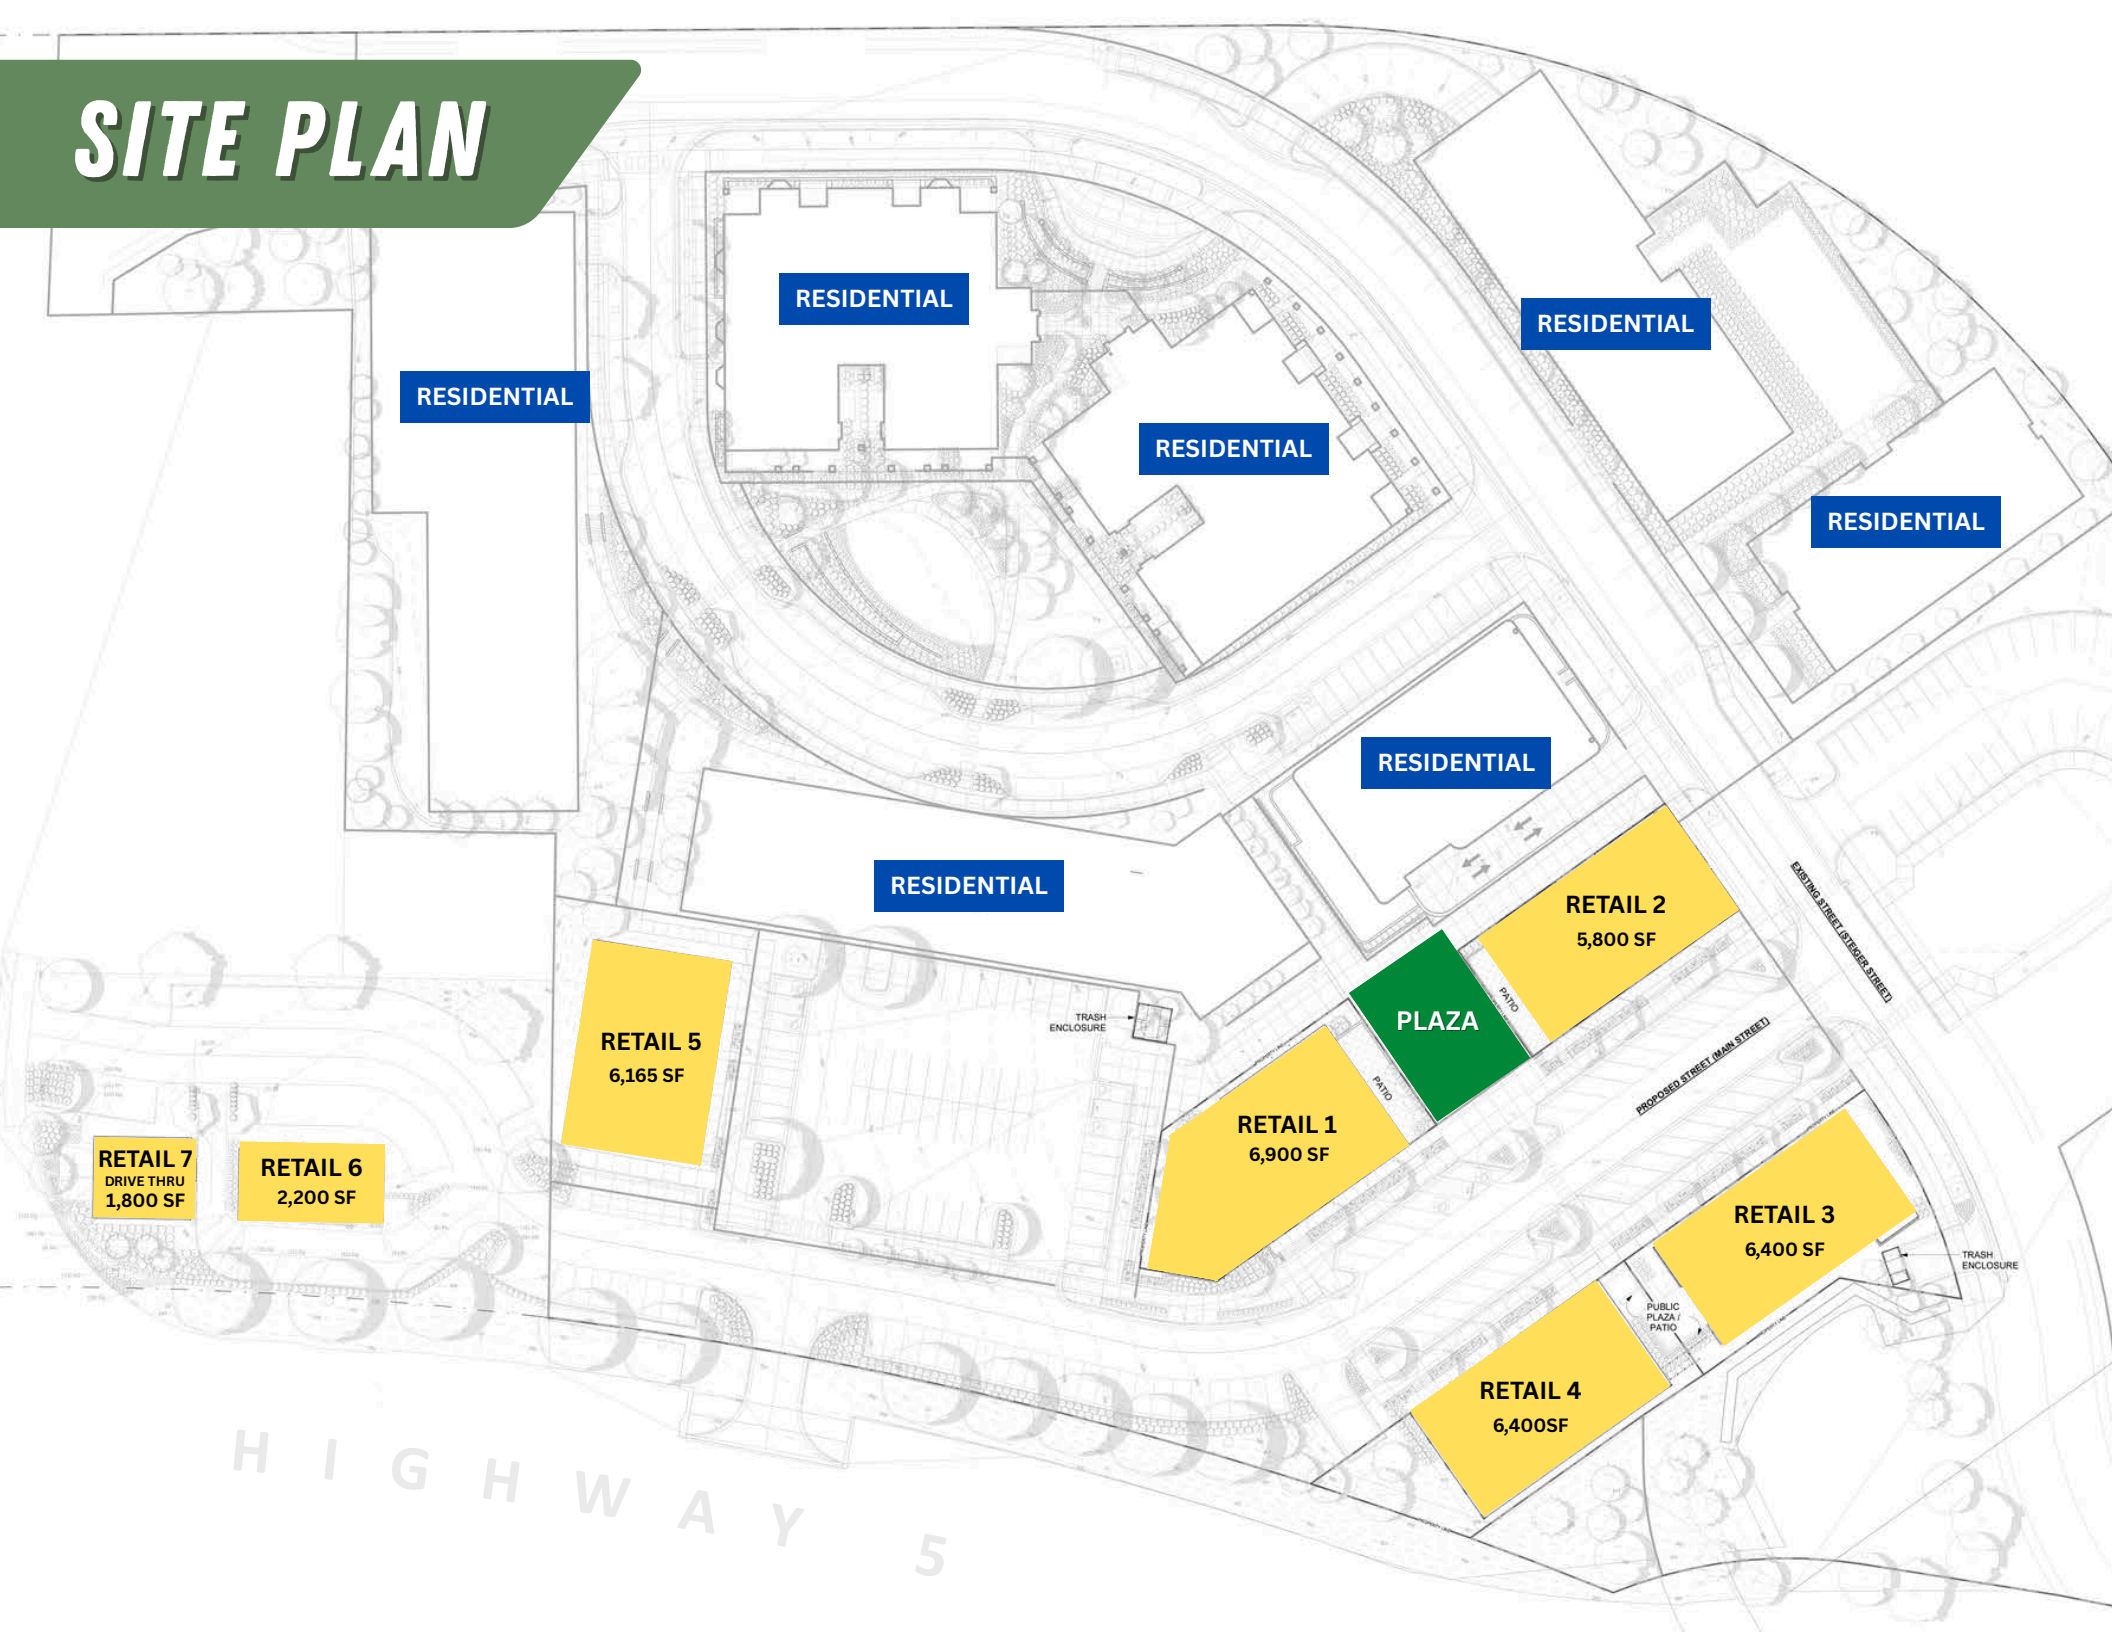 SITE PLAN
RESIDENTIAL
RESIDENTIAL
RESIDENTIAL
RESIDENTIAL
RESIDENTIAL
RESIDENTIAL
RESIDENTIAL
RESIDENTIAL
RETAIL 2
5,800 SF
EXISTING STREET (STEIGER STREET)
PLAZA
PATIO
TRASH
ENCLOSURE
RETAIL 5
6,165 SF
PROPOSED STREET (MAIN STREET)
PATIO
RETAIL 1
6,900 SF
RETAIL 7
DRIVE THRU
1,800 SF
RETAIL 6
2,200 SF
RETAIL 3
6,400 SF
TRASH
ENCLOSURE
PUBLIC
PLAZA /
PATIO
RETAIL 4
6,400SF
HIGHWAY 5